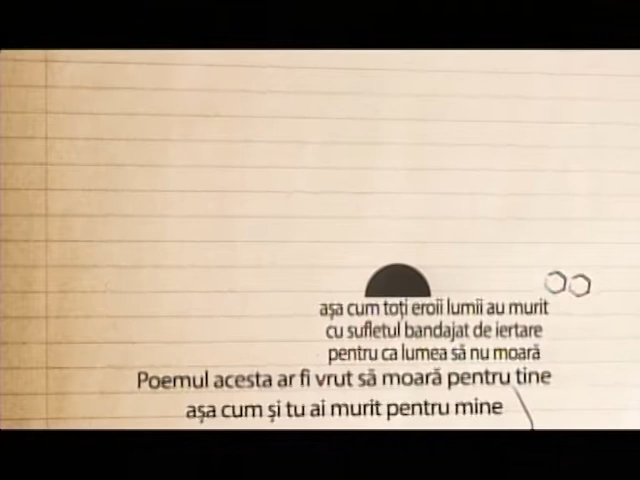 așa cum toți eroii lumii au murit
cu sufletul bandajat de iertare
pentru ca lumea să nu moară
Poemul acesta ar fi vrut să moară pentru tine
așa cum și tu ai murit pentru mine